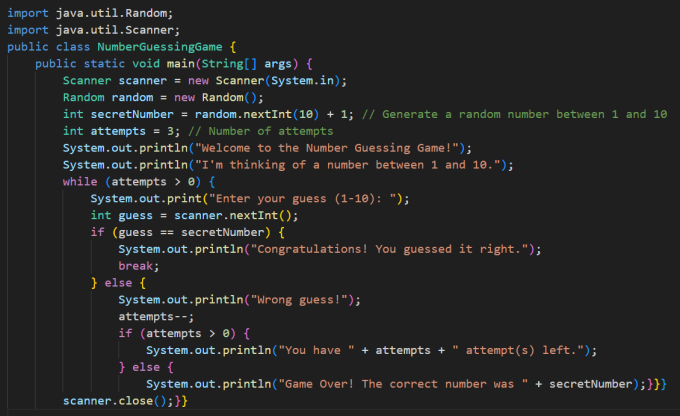 import java.util.Random;
import java.util.Scanner;
public class NumberGuessingGame {
    public static void main(String[] args) {
        Scanner scanner = new Scanner(System.in);
        Random random = new Random();
        int secretNumber = random.nextInt(10) + 1; // Generate a random number between 1 and 10
        int attempts = 3; // Number of attempts
        System.out.println("Welcome to the Number Guessing Game!");
        System.out.println("I'm thinking of a number between 1 and 10.");
        while (attempts > 0) {
            System.out.print("Enter your guess (1-10): ");
            int guess = scanner.nextInt();
            if (guess == secretNumber) {
                System.out.println("Congratulations! You guessed it right.");
                break;
            } else {
                System.out.println("Wrong guess!");
                attempts--;
                if (attempts > 0) {
                    System.out.println("You have " + attempts + " attempt(s) left.");
                } else {
                    System.out.println("Game Over! The correct number was " + secretNumber);}}}
        scanner.close();}}